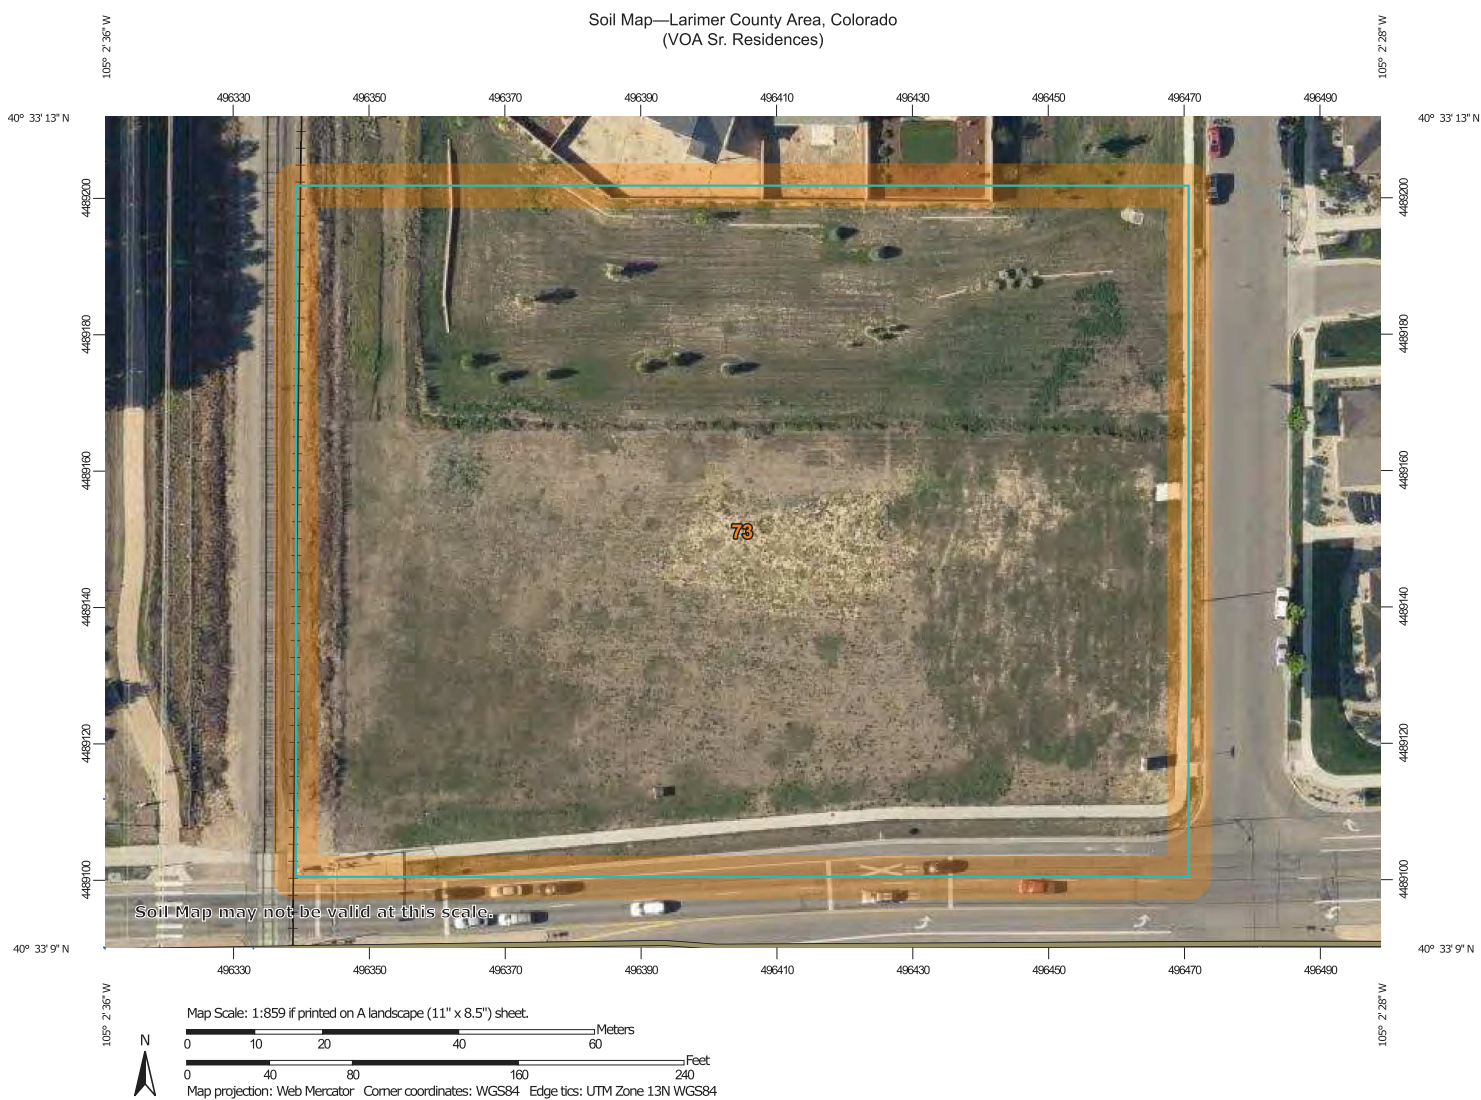 Soil Map—Larimer County Area, Colorado
(VOA Sr. Residences)
105° 2' 36" W
105° 2' 28" W
496330 496350 496370 496390 496410 496430 496450 496470 496490
40° 33' 13" N
40° 33' 13" N
4489200
4489200
4489180
4489180
4489160
4489160
73
4489140
4489140
4489120
4489120
4489100
4489100
Soil Map may not be valid at this scale.
40° 33' 9" N
40° 33' 9" N
496330 496350 496370 496390 496410 496430 496450 496470 496490
105° 2' 36" W
105° 2' 28" W
Map Scale: 1:859 if printed on A landscape (11" x 8.5") sheet.
Meters
0 10 20 40 60
N
Feet
0 40 80 160 240
Map projection: Web Mercator Corner coordinates: WGS84 Edge tics: UTM Zone 13N WGS84